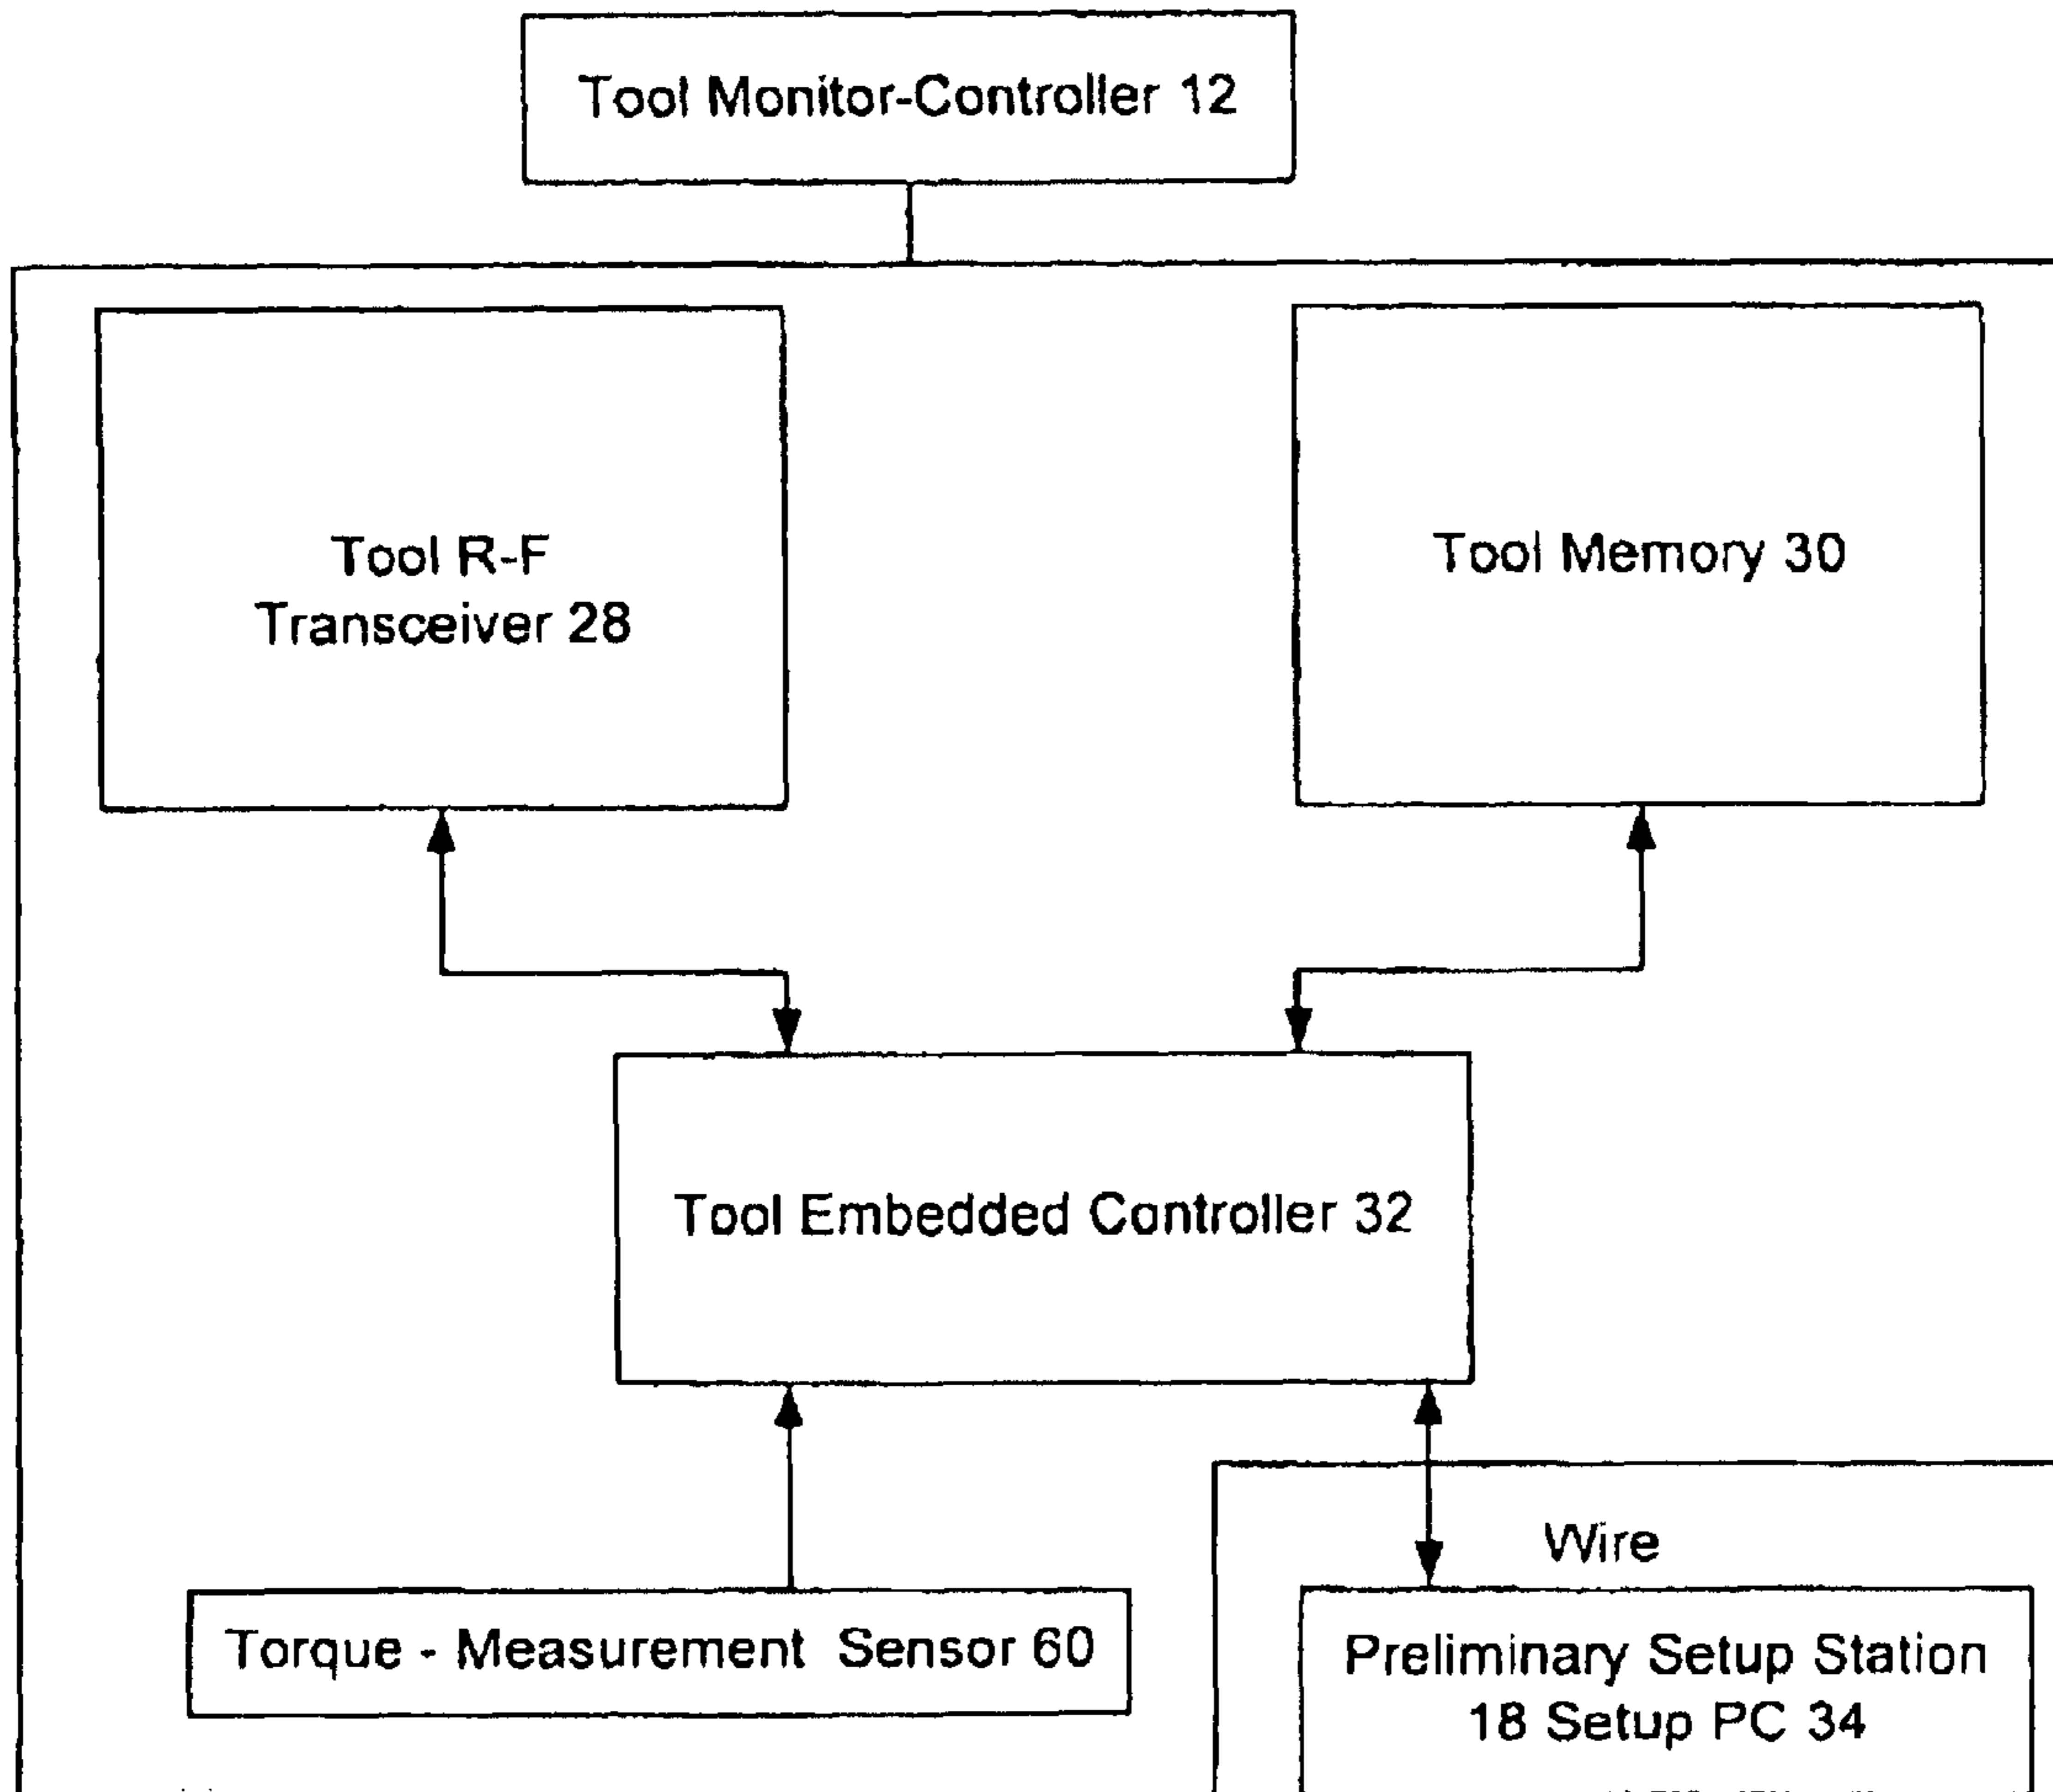 Tool Monitor-Controller 12
Tool R-F
Transceiver 28
Tool Memory 30
Tool Embedded Controller 32
Wire
Torque - Measurement Sensor 60
Preliminary Setup Station
18 Setup PC 34